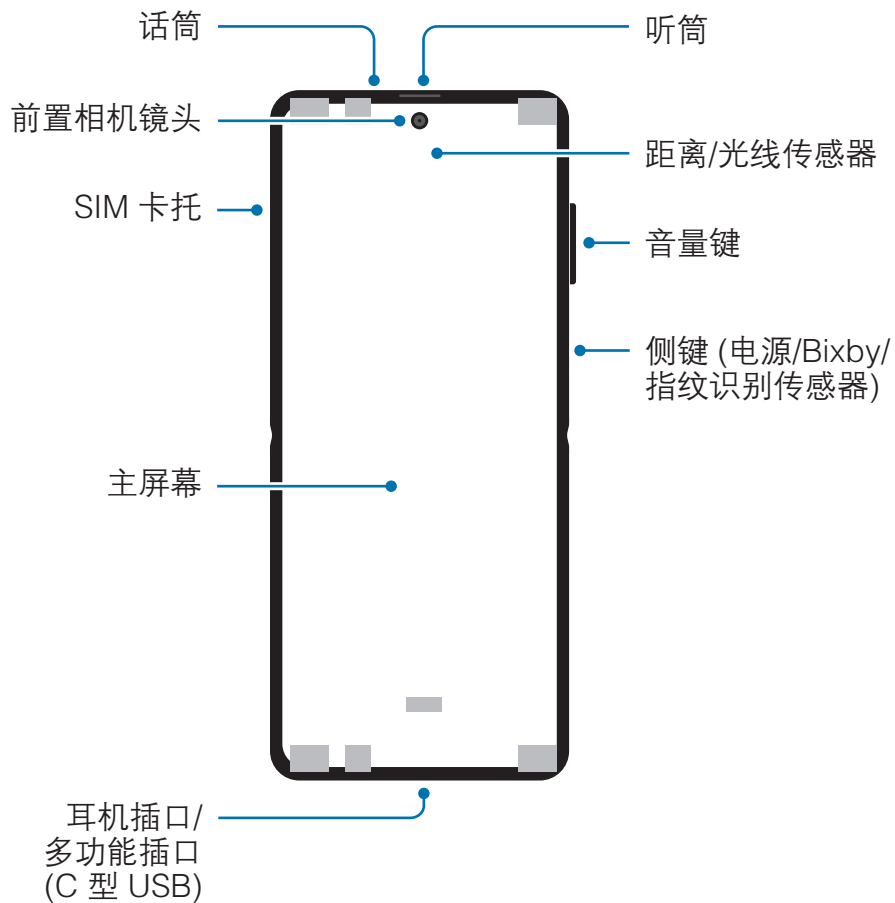 话筒
听筒
前置相机镜头
距离/光线传感器
SIM 卡托
音量键
侧键 (电源/Bixby/
指纹识别传感器)
主屏幕
耳机插口/
多功能插口
(C 型 USB)